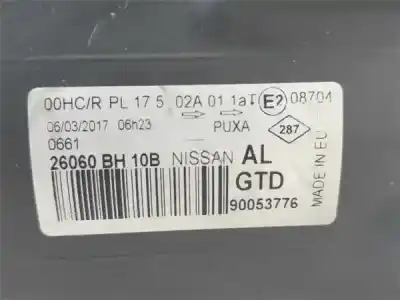 00HC/R PL 17 5 02A 01 1aT E2 08704
06/03/2017 06h23 PUXA 287
0661
26060 BH 10B NISSAN AL
GTD
90053776
MADE IN EU